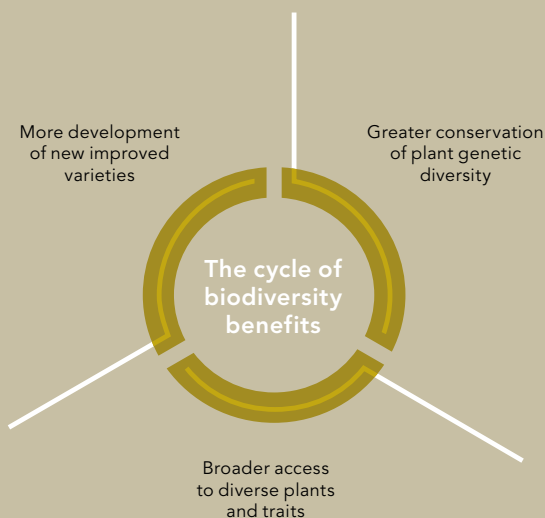 More development
of new improved
varieties
Greater conservation
of plant genetic
diversity
The cycle of
biodiversity
benefits
Broader access
to diverse plants
and traits